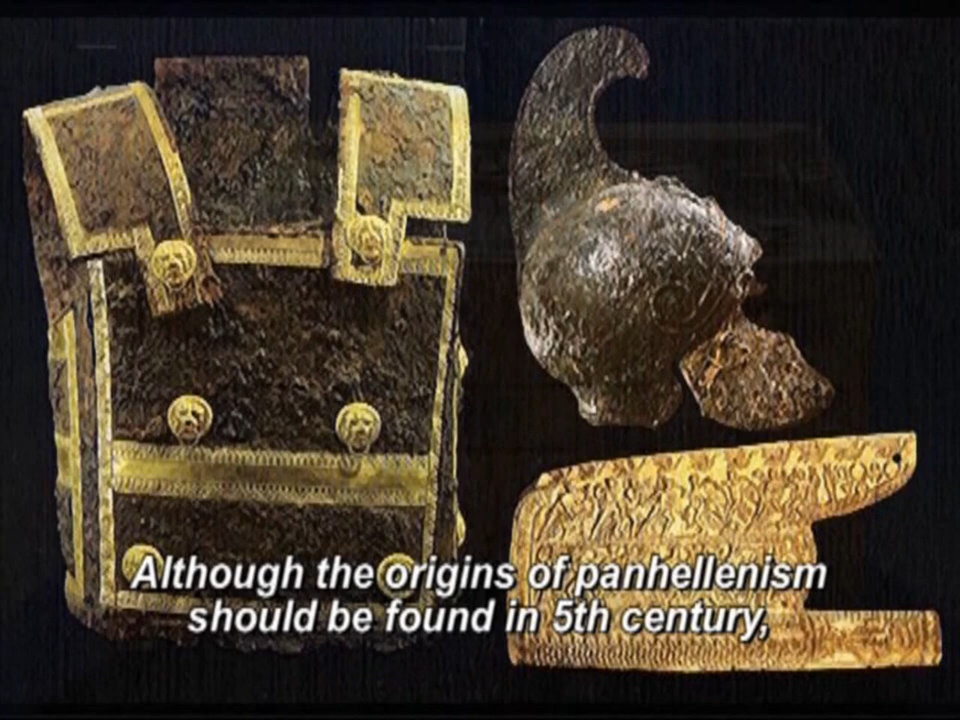 Although the origins of panhellenism
should be found in 5th century,